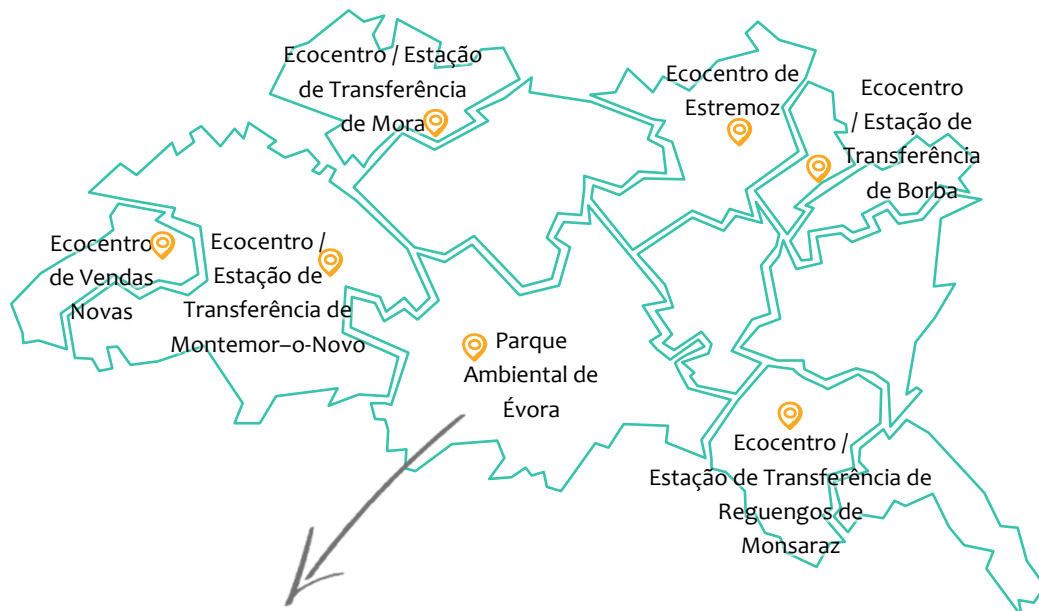 Ecocentro / Estação
de Transferência
de Mora
Ecocentro de
Estremoz
Ecocentro
/ Estação de
Transferência
de Borba
Ecocentro
de Vendas
Novas
Ecocentro /
Estação de
Transferência de
Montemor–o-Novo
Parque
Ambiental de
Évora
Ecocentro /
Estação de Transferência de
Reguengos de
Monsaraz